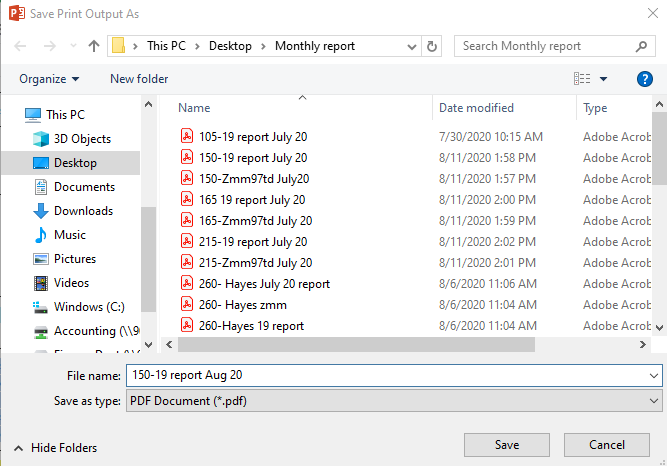 Save Print Output As
This PC > Desktop > Monthly report
Search Monthly report
Organize
New folder
Name
Date modified
Type
This PC
3D Objects
Desktop
Documents
Downloads
Music
Pictures
Videos
Windows (C:)
Accounting (\\9
105-19 report July 20 7/30/2020 10:15 AM Adobe Acrob
150-19 report July 20 8/11/2020 1:58 PM Adobe Acrob
150-Zmm97td July20 8/11/2020 1:57 PM Adobe Acrob
165 19 report July 20 8/11/2020 2:00 PM Adobe Acrob
165-Zmm97td July 20 8/11/2020 1:59 PM Adobe Acrob
215-19 report July 20 8/11/2020 2:02 PM Adobe Acrob
215-Zmm97td July 20 8/11/2020 2:01 PM Adobe Acrob
260- Hayes July 20 report 8/6/2020 11:06 AM Adobe Acrob
260- Hayes zmm 8/6/2020 11:04 AM Adobe Acrob
260-Hayes 19 report 8/6/2020 11:04 AM Adobe Acrob
File name: 150-19 report Aug 20
Save as type: PDF Document (*.pdf)
Hide Folders
Save
Cancel